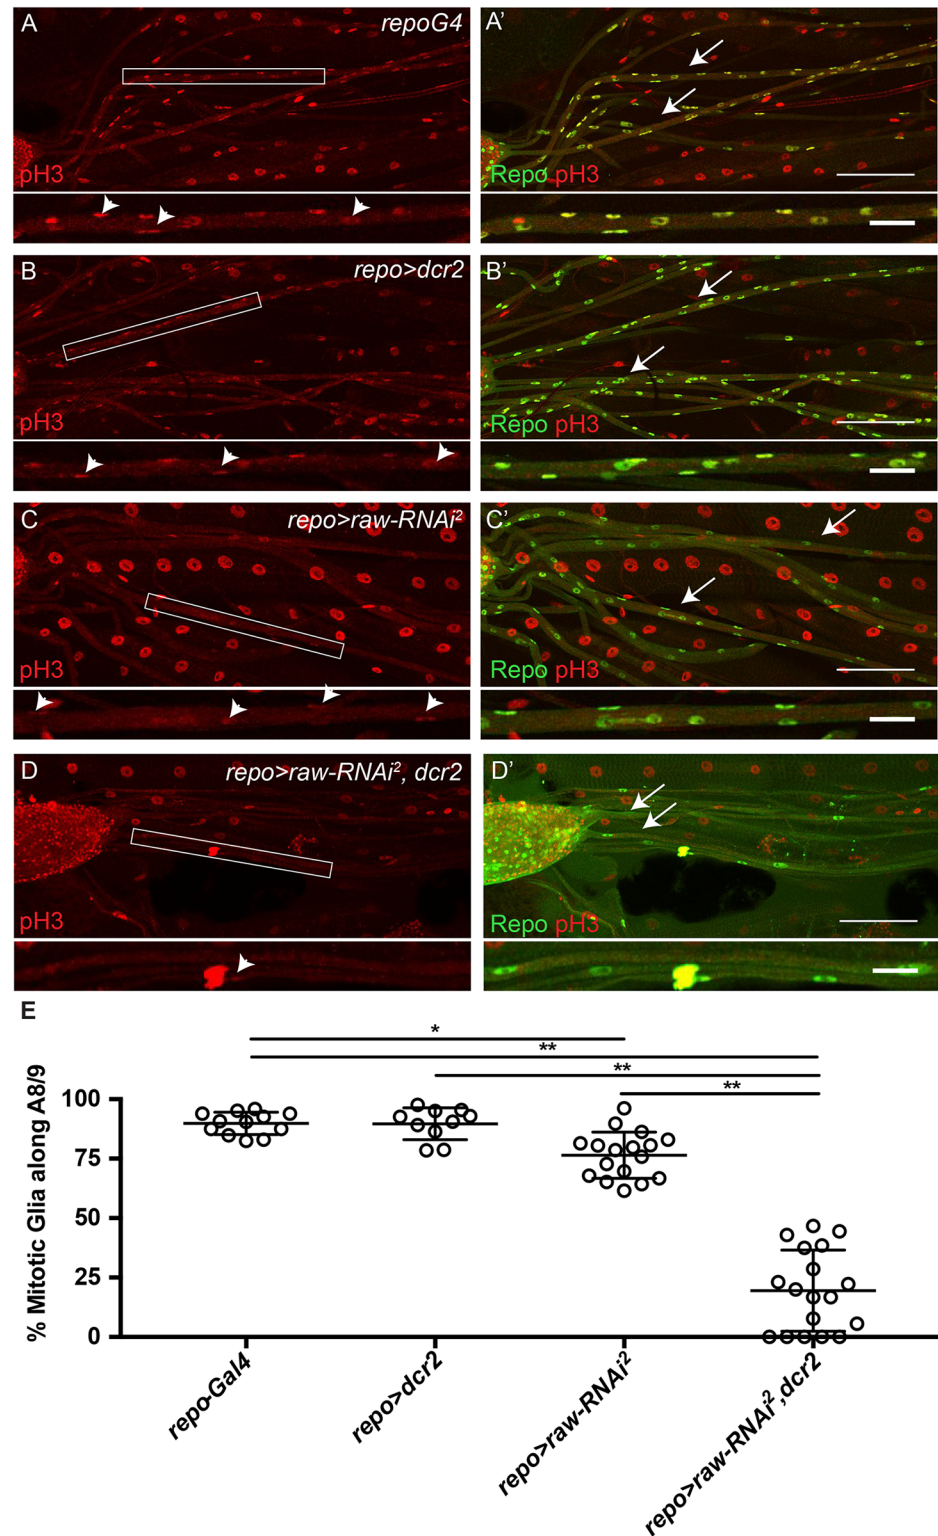 A repoG4 A'
pH3 Repo pH3
B repo>dcr2 B'
pH3 Repo pH3
C repo>raw-RNAi² C'
pH3 Repo pH3
D repo>raw-RNAi², dcr2 D'
pH3 Repo pH3
E
*
**
**
**
% Mitotic Glia along A8/9
100
75
50
25
0
repo-Gal4
repo>dcr2
repo>raw-RNAi²
repo>raw-RNAi²,dcr2